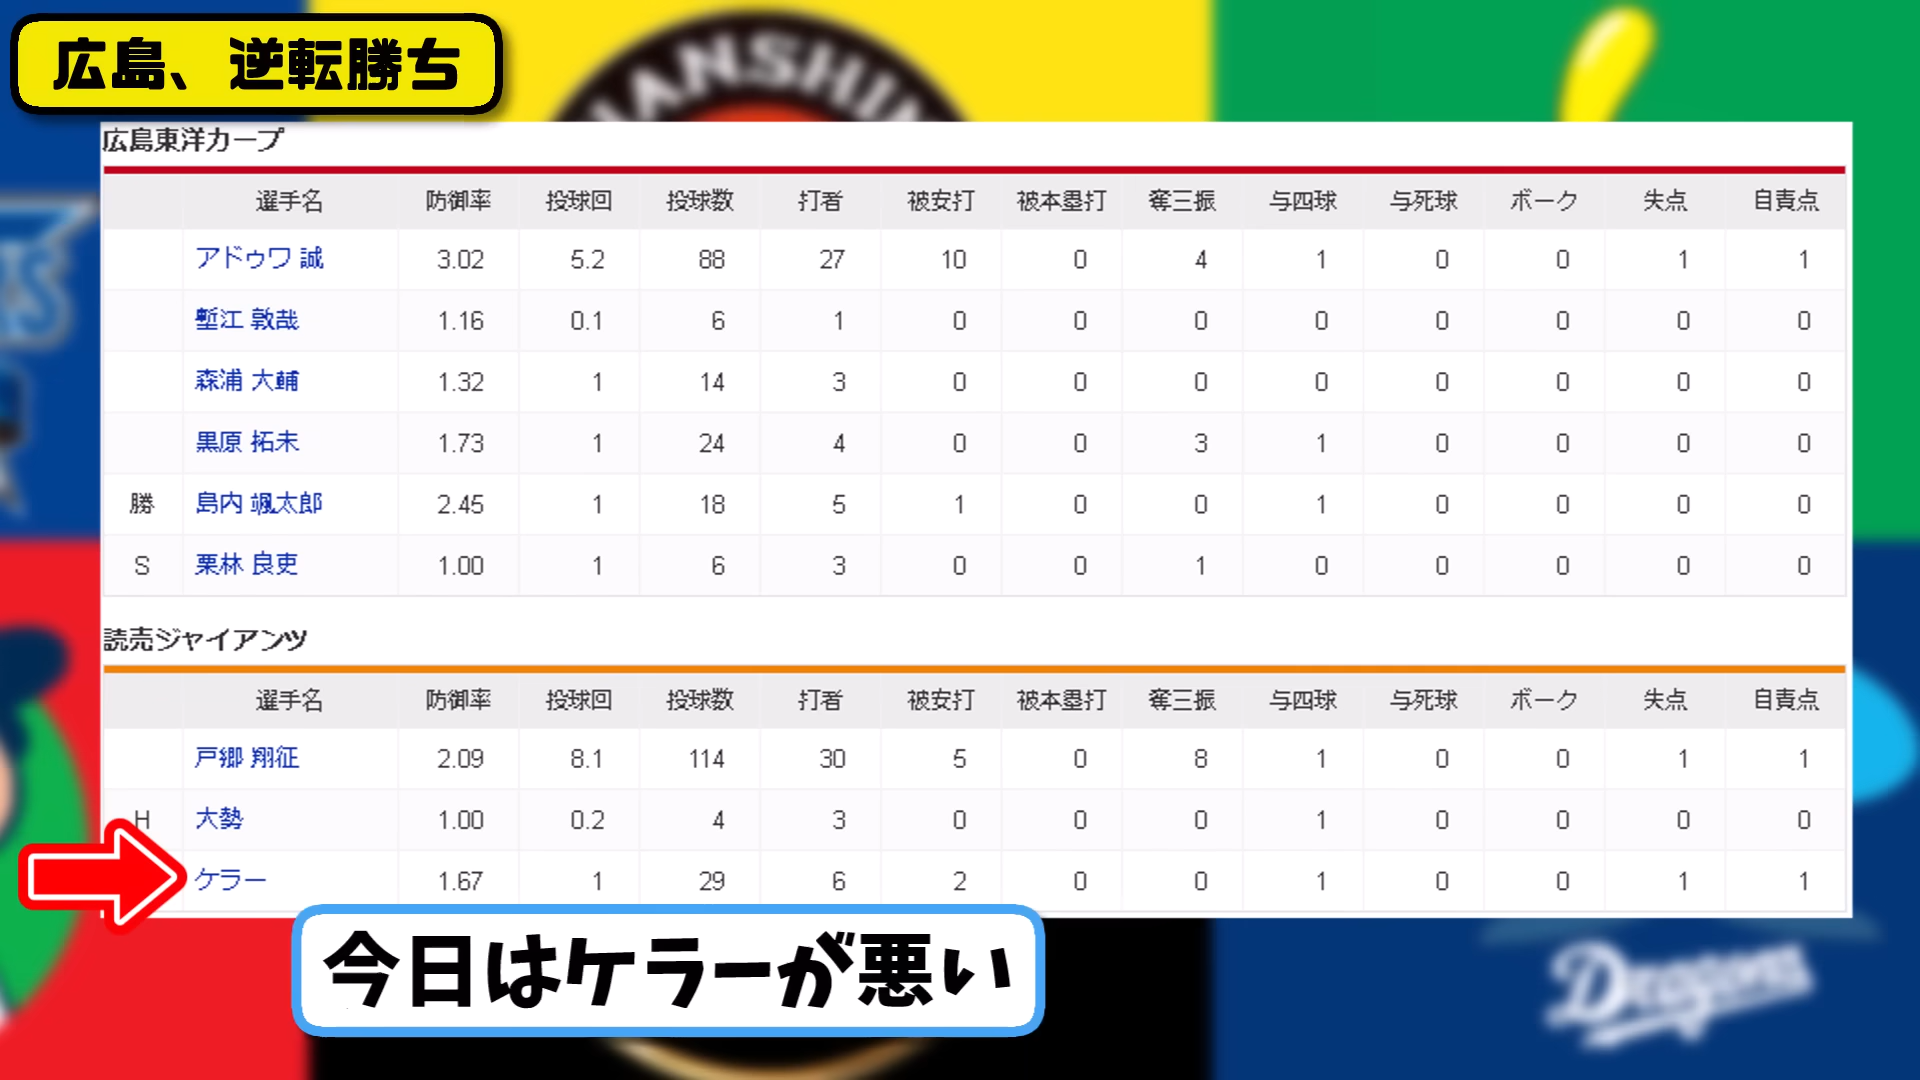 広島、逆転勝ち
HANSHIN
広島東洋カープ
選手名 防御率 投球回 投球数 打者 被安打 被本塁打 奪三振 与四球 与死球 ボーク 失点 自責点
アドゥワ 誠 3.02 5.2 88 27 10 0 4 1 0 0 1 1
塹江 敦哉 1.16 0.1 6 1 0 0 0 0 0 0 0 0
森浦 大輔 1.32 1 14 3 0 0 0 0 0 0 0 0
黒原 拓未 1.73 1 24 4 0 0 3 1 0 0 0 0
勝 島内 颯太郎 2.45 1 18 5 1 0 0 1 0 0 0 0
S 栗林 良吏 1.00 1 6 3 0 0 1 0 0 0 0 0
読売ジャイアンツ
選手名 防御率 投球回 投球数 打者 被安打 被本塁打 奪三振 与四球 与死球 ボーク 失点 自責点
戸郷 翔征 2.09 8.1 114 30 5 0 8 1 0 0 1 1
H 大勢 1.00 0.2 4 3 0 0 0 1 0 0 0 0
ケラー 1.67 1 29 6 2 0 0 1 0 0 1 1
今日はケラーが悪い
Dragons